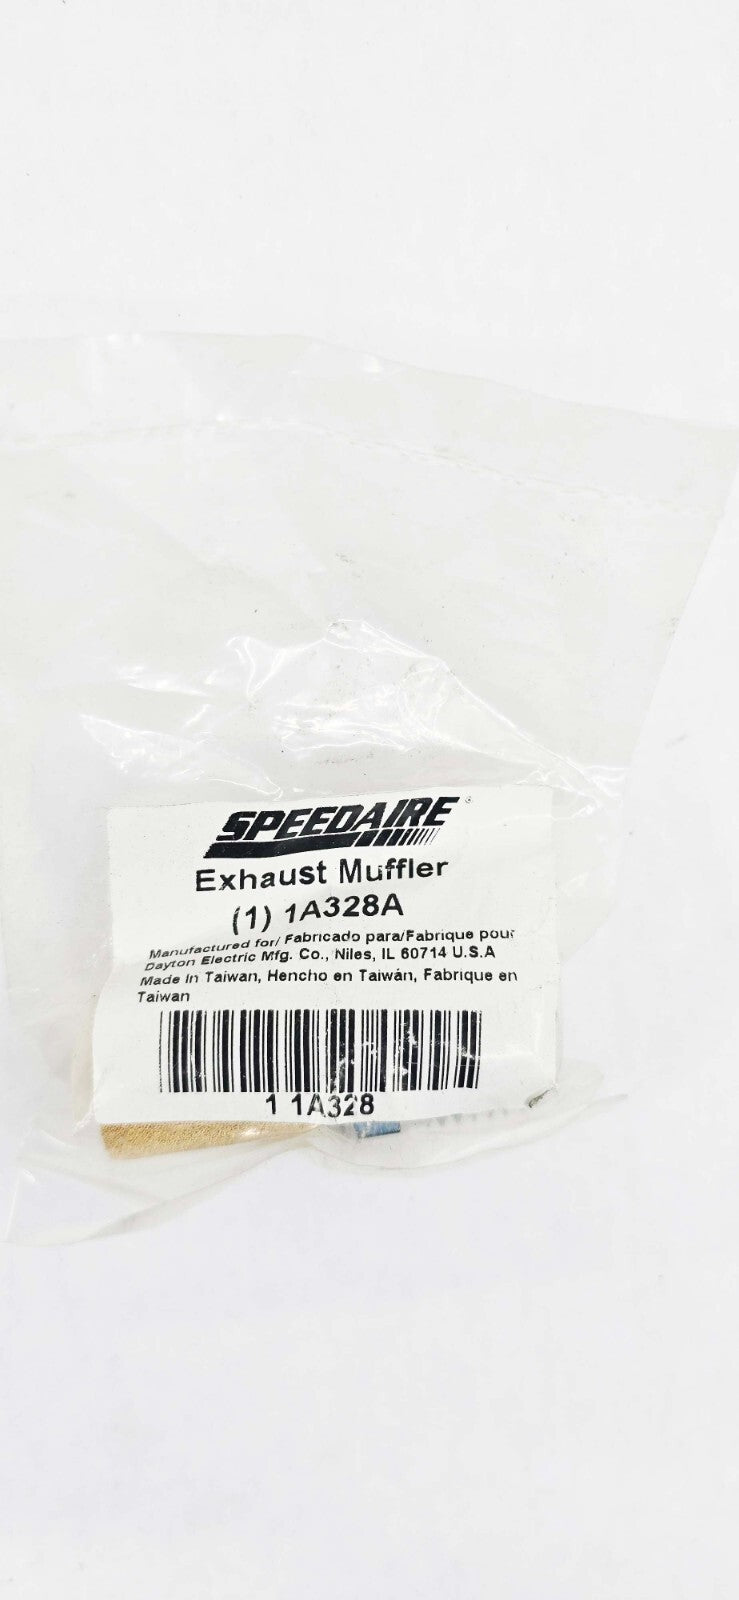 SPEEDAIRE®
Exhaust Muffler
(1) 1A328A
Manufactured for/ Fabricado para/Fabrique pour
Dayton Electric Mfg. Co., Niles, IL 60714 U.S.A
Made In Taiwan, Hencho en Taiwán, Fabrique en
Taiwan
1 1A328